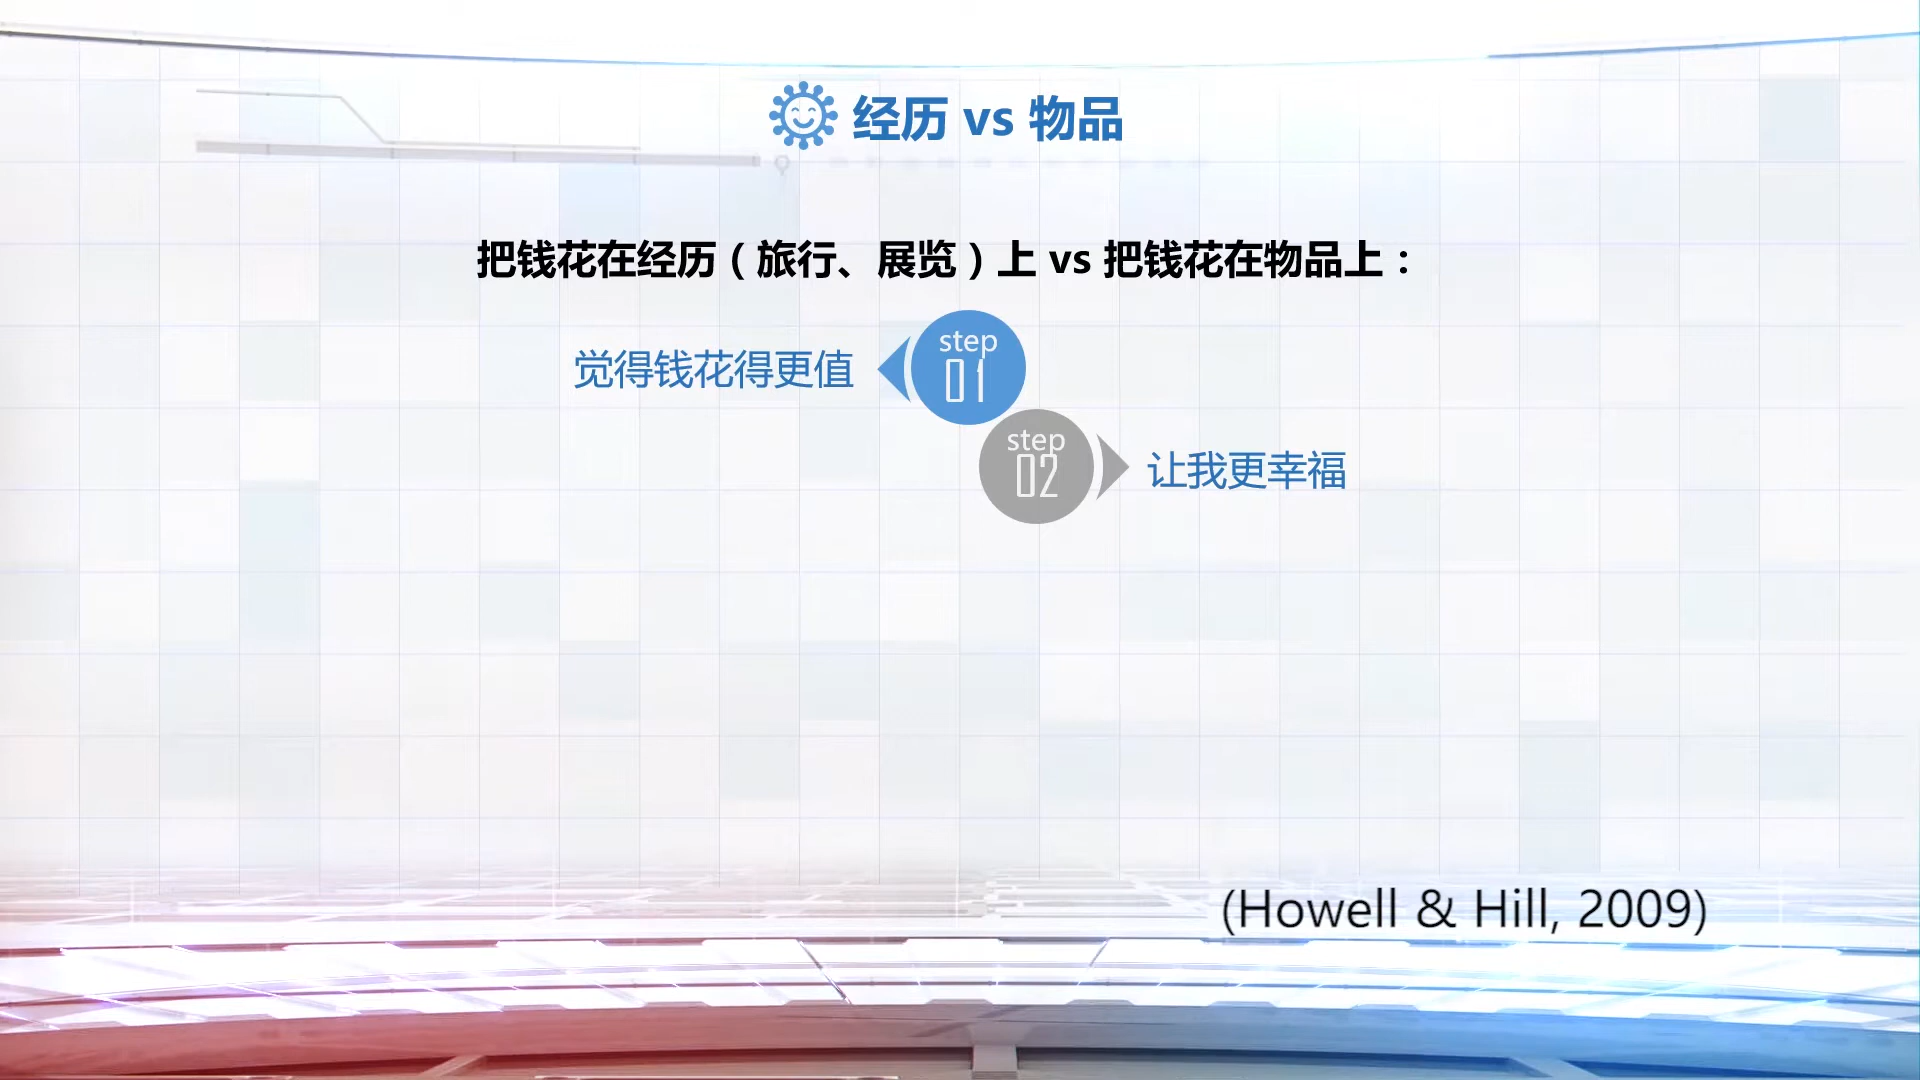 经历 vs 物品
把钱花在经历（旅行、展览）上 vs 把钱花在物品上：
觉得钱花得更值
step
01
step
02
让我更幸福
(Howell & Hill, 2009)